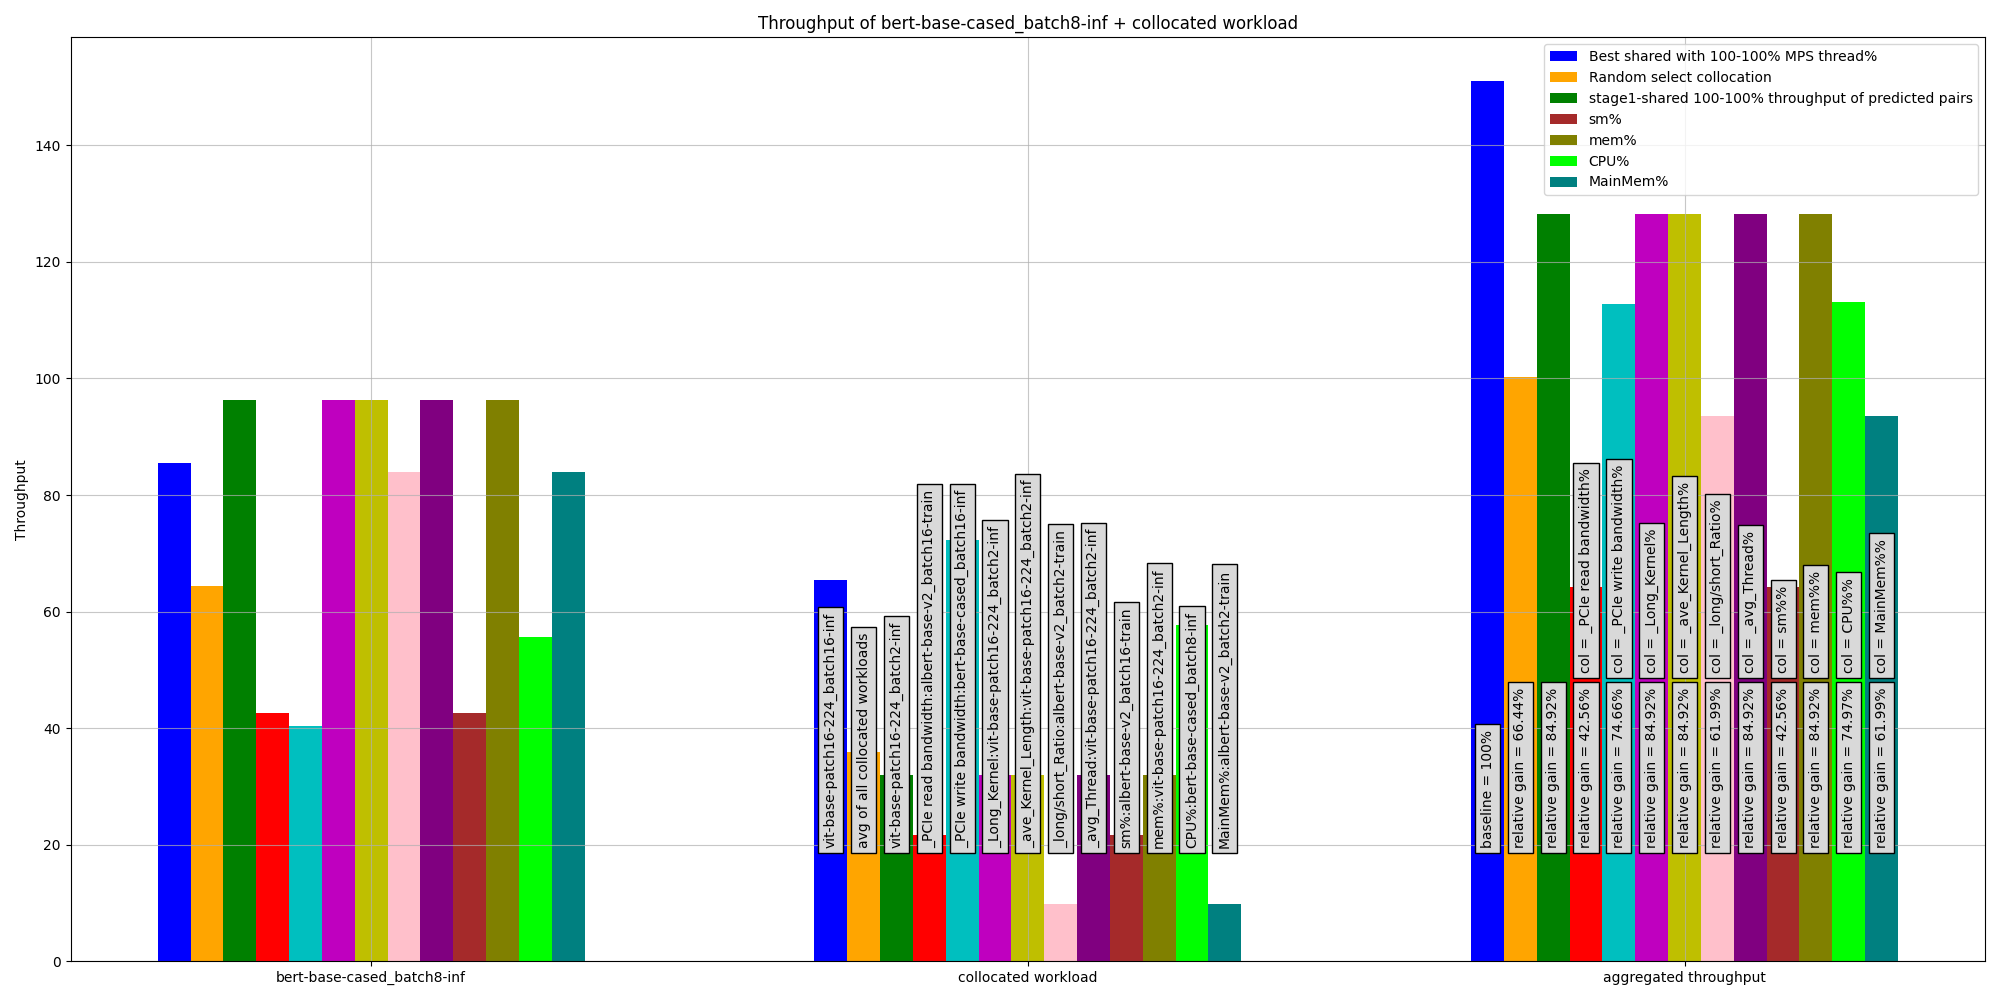 Throughput of bert-base-cased_batch8-inf + collocated workload
Best shared with 100-100% MPS thread%
Random select collocation
stage1-shared 100-100% throughput of predicted pairs
sm%
mem%
CPU%
MainMem%
Throughput
140
120
100
80
60
40
20
0
vit-base-patch16-224_batch16-inf
avg of all collocated workloads
vit-base-patch16-224_batch2-inf
_PCIe read bandwidth:albert-base-v2_batch16-train
_PCIe write bandwidth:bert-base-cased_batch16-inf
_Long_Kernel:vit-base-patch16-224_batch2-inf
_ave_Kernel_Length:vit-base-patch16-224_batch2-inf
_long/short_Ratio:albert-base-v2_batch2-train
_avg_Thread:vit-base-patch16-224_batch2-inf
sm%:albert-base-v2_batch16-train
mem%:vit-base-patch16-224_batch2-inf
CPU%:bert-base-cased_batch8-inf
MainMem%:albert-base-v2_batch2-train
baseline = 100%
relative gain = 66.44%
relative gain = 84.92%
relative gain = 42.56%
col = _PCIe read bandwidth%
relative gain = 74.66%
col = _PCIe write bandwidth%
relative gain = 84.92%
col = _Long_Kernel%
relative gain = 84.92%
col = _ave_Kernel_Length%
relative gain = 61.99%
col = _long/short_Ratio%
relative gain = 84.92%
col = _avg_Thread%
relative gain = 42.56%
col = sm%%
relative gain = 84.92%
col = mem%%
relative gain = 74.97%
col = CPU%%
relative gain = 61.99%
col = MainMem%%
bert-base-cased_batch8-inf
collocated workload
aggregated throughput